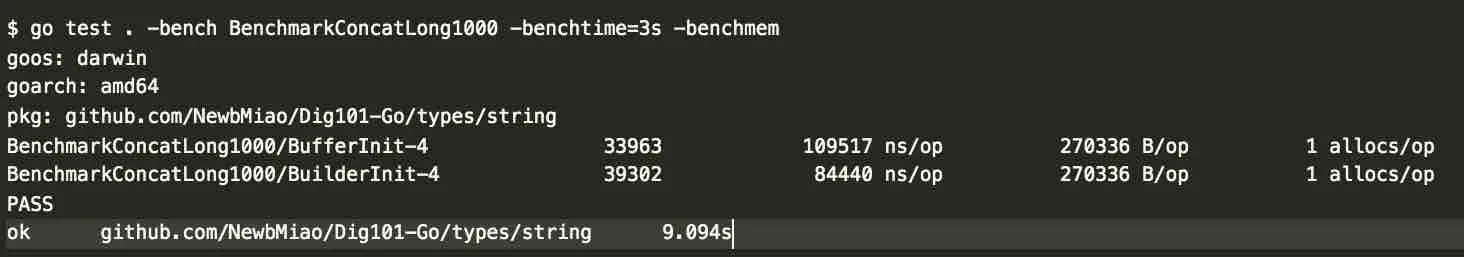 $ go test . -bench BenchmarkConcatLong1000 -benchtime=3s -benchmem
goos: darwin
goarch: amd64
pkg: github.com/NewbMiao/Dig101-Go/types/string
BenchmarkConcatLong1000/BufferInit-4 33963 109517 ns/op 270336 B/op 1 allocs/op
BenchmarkConcatLong1000/BuilderInit-4 39302 84440 ns/op 270336 B/op 1 allocs/op
PASS
ok github.com/NewbMiao/Dig101-Go/types/string 9.094s